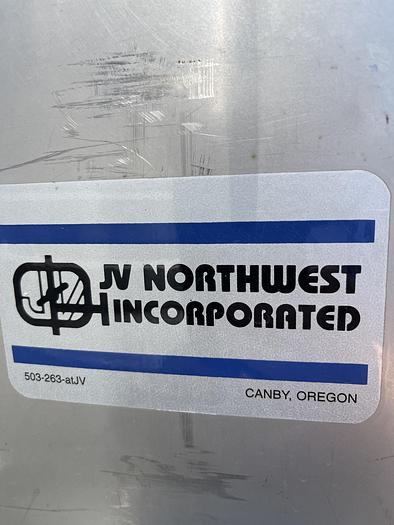 JV NORTHWEST
INCORPORATED
503-263-atJV
CANBY, OREGON